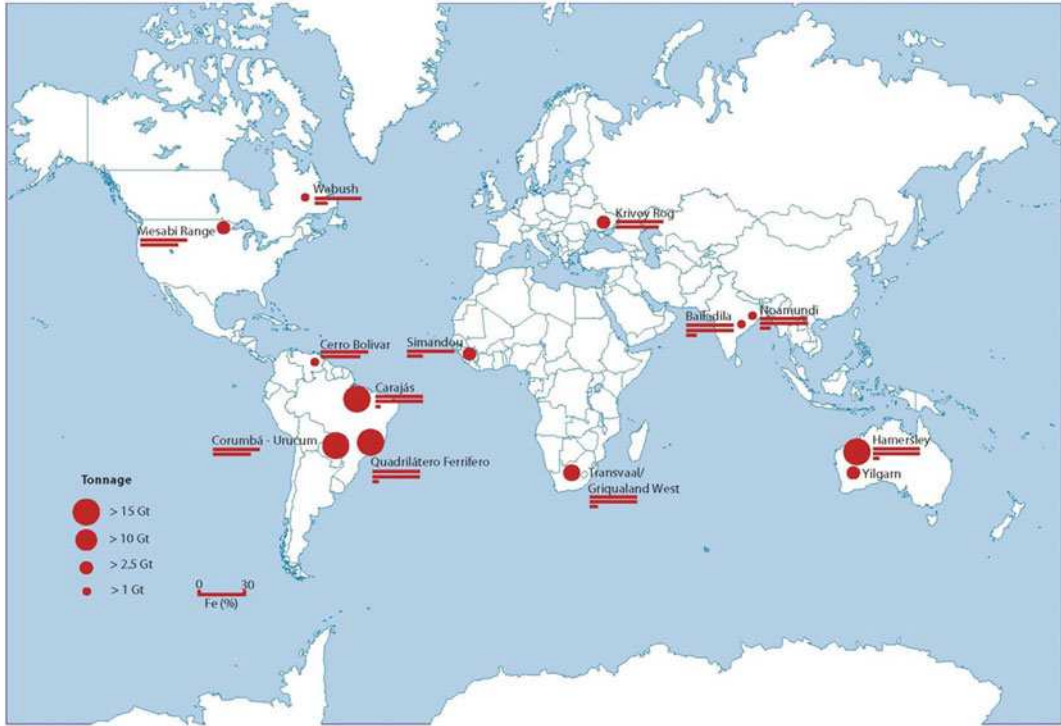 Wabush
Mesabi Range
Krivoy Rog
Noamundi
Bailadila
Cerro Bolivar
Simandou
Carajás
Corumbá - Urucum
Quadrilátero Ferrifero
Hamersley
Yilgarn
Transvaal/
Griqualand West
Tonnage
> 15 Gt
> 10 Gt
> 2,5 Gt
> 1 Gt
0 30
Fe (%)